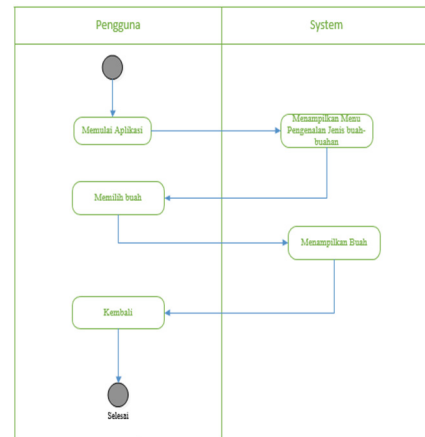 Pengguna
System
Memulai Aplikasi
Menampilkan Menu
Pengenalan Jenis buah-
buahan
Memilih buah
Menampilkan Buah
Kembali
Selesai